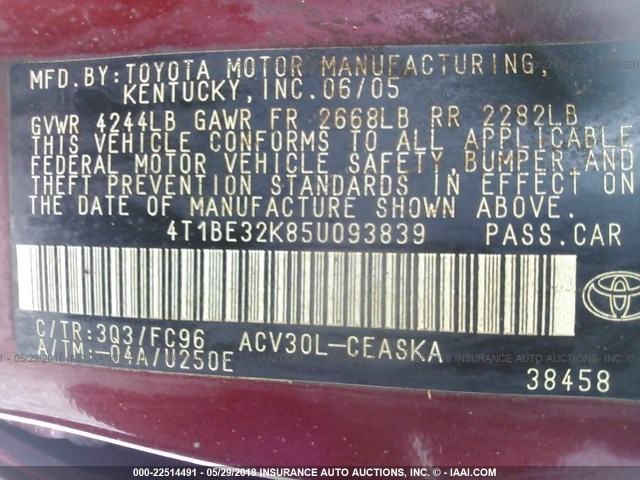 MFD. BY: TOYOTA MOTOR MANUFACTURING,
KENTUCKY, INC. 06/05
GVWR 4244LB GAWR FR 2668LB RR 2282LB
THIS VEHICLE CONFORMS TO ALL APPLICABLE
FEDERAL MOTOR VEHICLE SAFETY, BUMPER, AND
THEFT PREVENTION STANDARDS IN EFFECT ON
THE DATE OF MANUFACTURE SHOWN ABOVE.
4T1BE32K85U093839 PASS. CAR
C/TR: 3Q3/FC96 ACV30L-CEASKA
A/TM: -04A/U250E
38458
000-22514491 - 05/29/2018 INSURANCE AUTO AUCTIONS, INC. ® - IAAI.COM